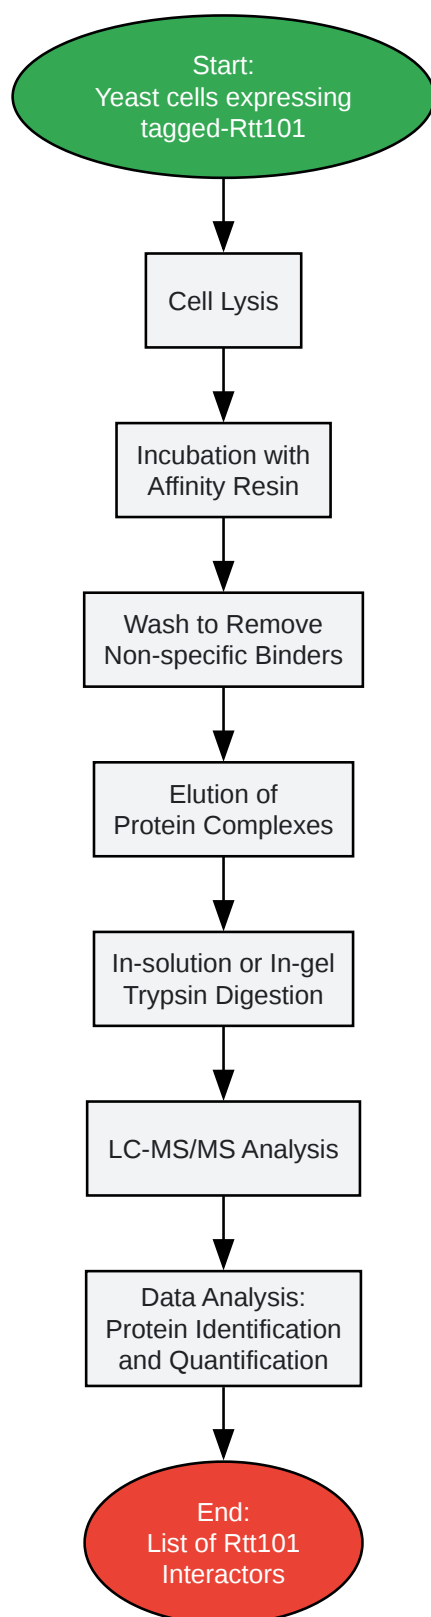 Start:
Yeast cells expressing
tagged-Rtt101
Cell Lysis
Incubation with
Affinity Resin
Wash to Remove
Non-specific Binders
Elution of
Protein Complexes
In-solution or In-gel
Trypsin Digestion
LC-MS/MS Analysis
Data Analysis:
Protein Identification
and Quantification
End:
List of Rtt101
Interactors